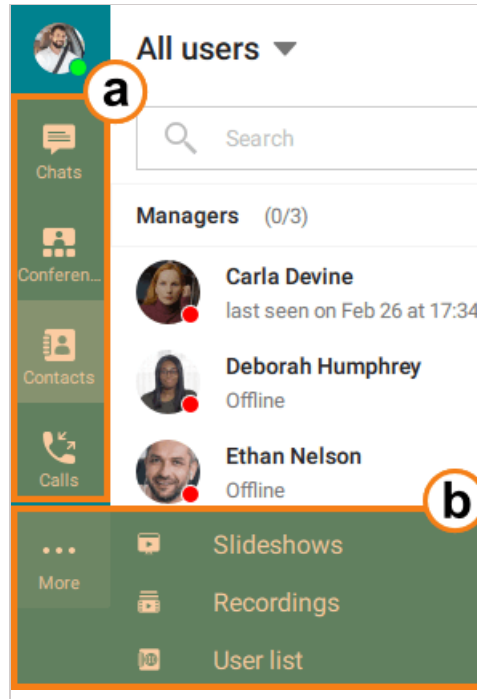 All users
a
Search
Chats
Managers (0/3)
Conferen...
Carla Devine
last seen on Feb 26 at 17:34
Contacts
Deborah Humphrey
Offline
Calls
Ethan Nelson
Offline
b
More
Slideshows
Recordings
User list